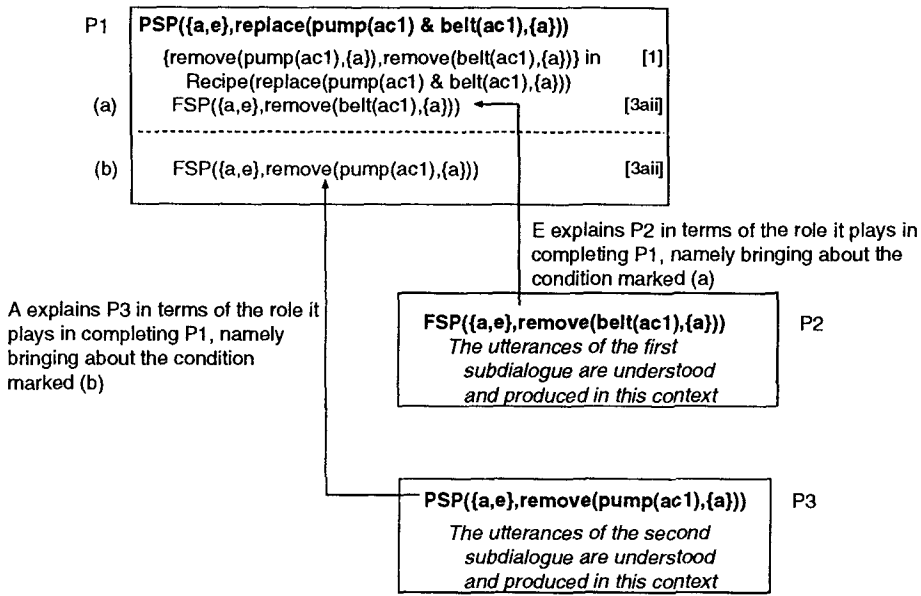 P1
PSP({a,e},replace(pump(ac1) & belt(ac1),{a}))
{remove(pump(ac1),{a}),remove(belt(ac1),{a})} in [1]
Recipe(replace(pump(ac1) & belt(ac1),{a}))
(a) FSP({a,e},remove(belt(ac1),{a})) [3aii]
(b) FSP({a,e},remove(pump(ac1),{a})) [3aii]
E explains P2 in terms of the role it plays in
completing P1, namely bringing about the
condition marked (a)
A explains P3 in terms of the role it
plays in completing P1, namely
bringing about the condition
marked (b)
FSP({a,e},remove(belt(ac1),{a})) P2
The utterances of the first
subdialogue are understood
and produced in this context
PSP({a,e},remove(pump(ac1),{a})) P3
The utterances of the second
subdialogue are understood
and produced in this context